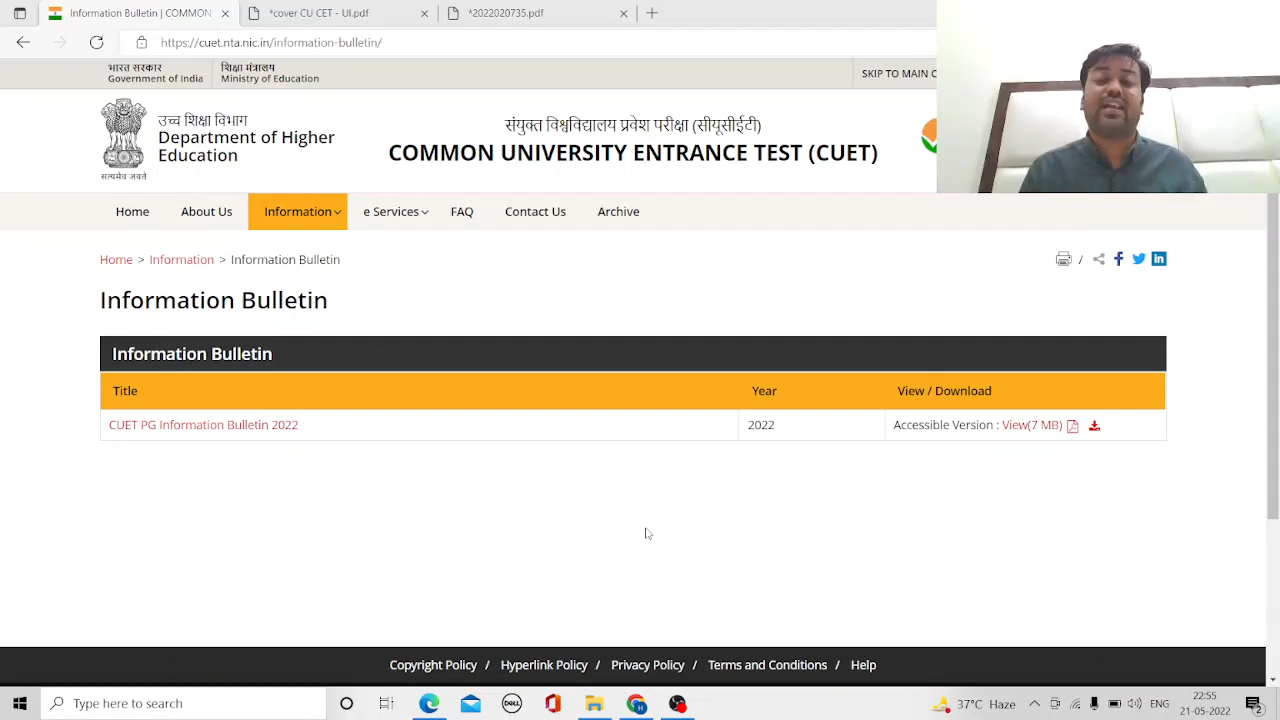 Information Bulletin | COMMON
*cover CU CET - UI.pdf
*2022020735.pdf
https://cuet.nta.nic.in/information-bulletin/
भारत सरकार
Government of India
शिक्षा मंत्रालय
Ministry of Education
SKIP TO MAIN C
उच्च शिक्षा विभाग
Department of Higher
Education
सत्यमेव जयते
संयुक्त विश्वविद्यालय प्रवेश परीक्षा (सीयूसीईटी)
COMMON UNIVERSITY ENTRANCE TEST (CUET)
Home
About Us
Information
e Services
FAQ
Contact Us
Archive
Home > Information > Information Bulletin
/
Information Bulletin
Information Bulletin
Title
Year
View / Download
CUET PG Information Bulletin 2022
2022
Accessible Version : View(7 MB)
Copyright Policy / Hyperlink Policy / Privacy Policy / Terms and Conditions / Help
Type here to search
DELL
37°C Haze
ENG
22:55
21-05-2022
2